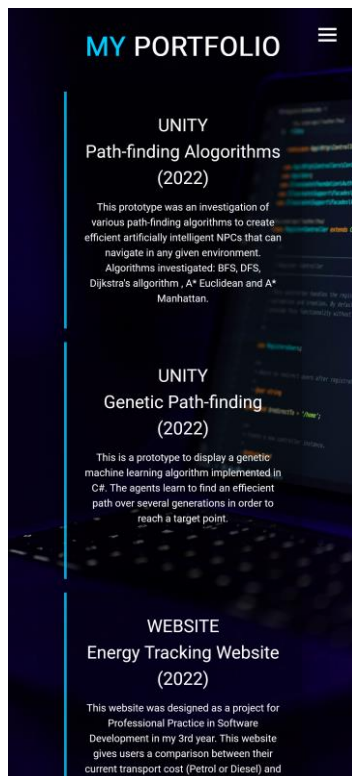 MY PORTFOLIO
UNITY
Path-finding Alogorithms
(2022)
This prototype was an investigation of
various path-finding algorithms to create
efficient artificially intelligent NPCs that can
navigate in any given environment.
Algorithms investigated: BFS, DFS,
Dijkstra's allgorithm , A* Euclidean and A*
Manhattan.
UNITY
Genetic Path-finding
(2022)
This is a prototype to display a genetic
machine learning algorithm implemented in
C#. The agents learn to find an effiecient
path over several generations in order to
reach a target point.
WEBSITE
Energy Tracking Website
(2022)
This website was designed as a project for
Professional Practice in Software
Development in my 3rd year. This website
gives users a comparison between their
current transport cost (Petrol or Diesel) and